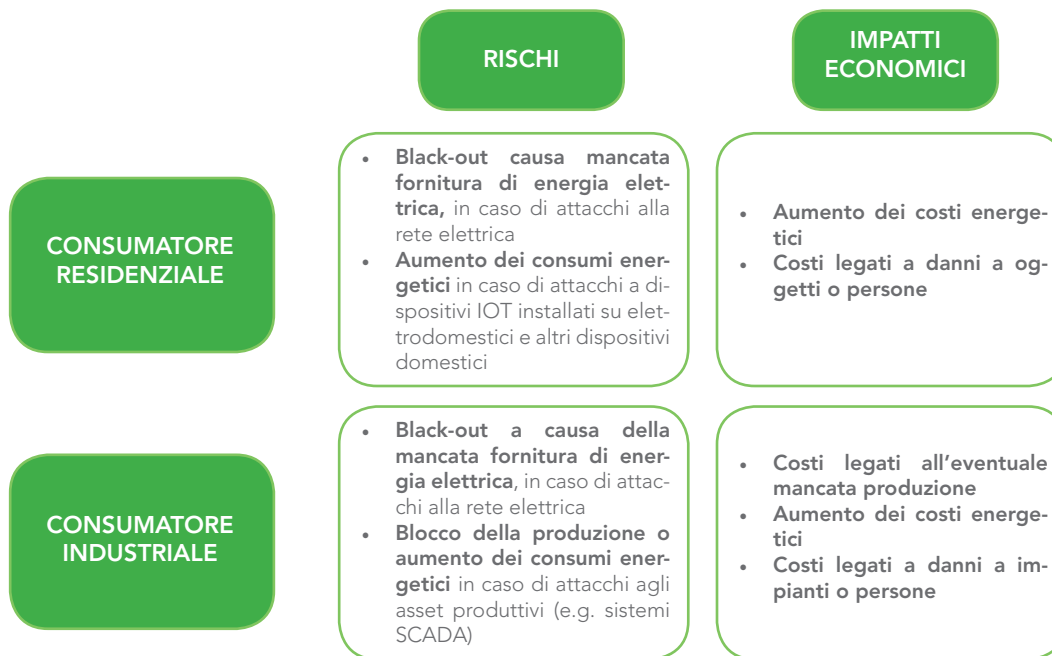 RISCHI
IMPATTI
ECONOMICI
CONSUMATORE
RESIDENZIALE
• Black-out causa mancata
fornitura di energia elet-
trica, in caso di attacchi alla
rete elettrica
• Aumento dei consumi ener-
getici in caso di attacchi a di-
spositivi IOT installati su elet-
trodomestici e altri dispositivi
domestici
• Aumento dei costi energe-
tici
• Costi legati a danni a og-
getti o persone
CONSUMATORE
INDUSTRIALE
• Black-out a causa della
mancata fornitura di ener-
gia elettrica, in caso di attac-
chi alla rete elettrica
• Blocco della produzione o
aumento dei consumi ener-
getici in caso di attacchi agli
asset produttivi (e.g. sistemi
SCADA)
• Costi legati all'eventuale
mancata produzione
• Aumento dei costi energe-
tici
• Costi legati a danni a im-
pianti o persone